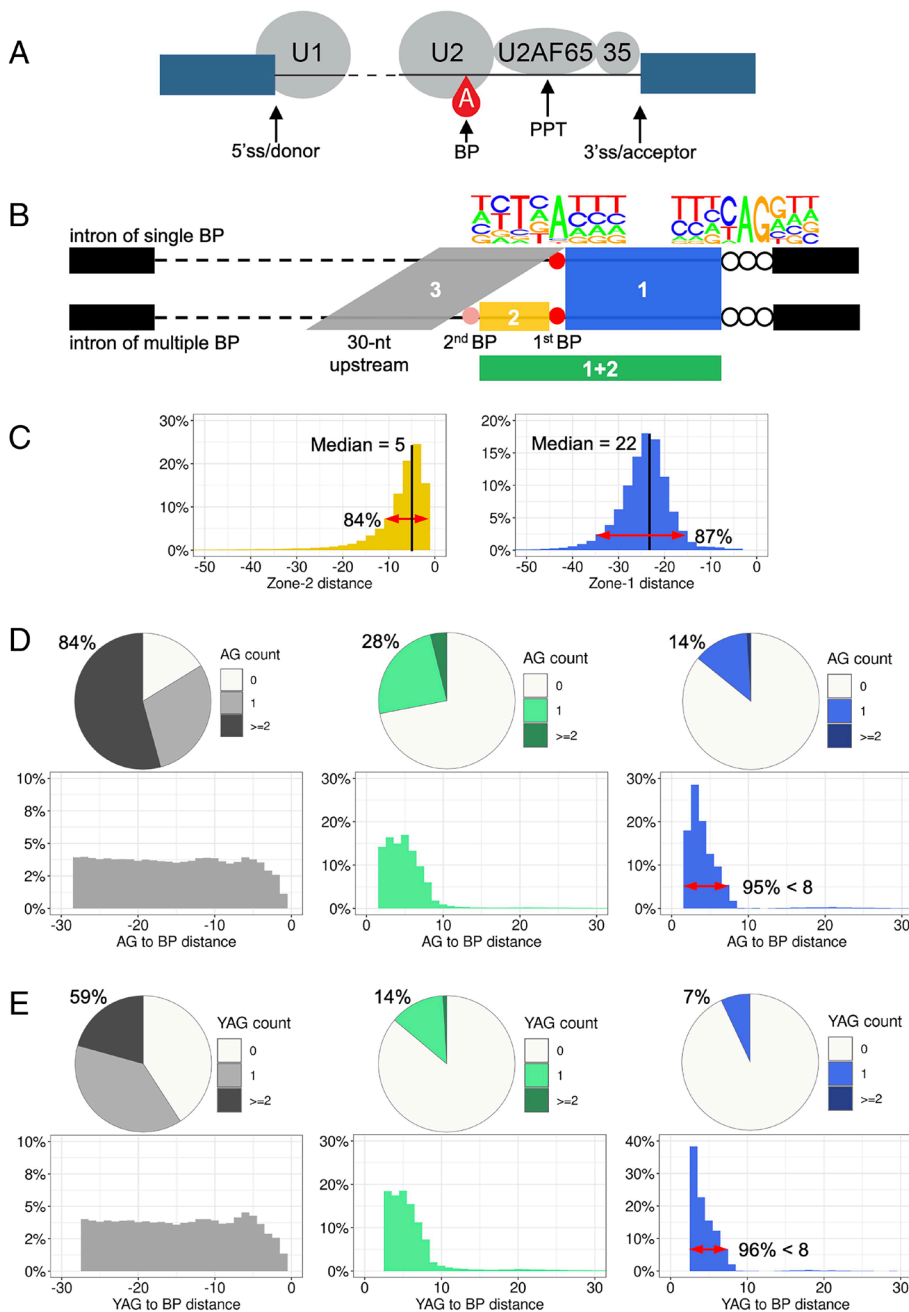 A
U1
U2
U2AF65
35
A
5'ss/donor
BP
PPT
3'ss/acceptor
B
intron of single BP
3
1
2
intron of multiple BP
30-nt
upstream
2nd BP
1st BP
1+2
C
30%
20%
10%
0%
Median = 5
84%
-50 -40 -30 -20 -10 0
Zone-2 distance
20%
15%
10%
5%
0%
Median = 22
87%
-50 -40 -30 -20 -10 0
Zone-1 distance
D
84%
AG count
0
1
>=2
28%
AG count
0
1
>=2
14%
AG count
0
1
>=2
10%
8%
5%
2%
0%
-30 -20 -10 0
AG to BP distance
30%
20%
10%
0%
0 10 20 30
AG to BP distance
30%
20%
10%
0%
95% < 8
0 10 20 30
AG to BP distance
E
59%
YAG count
0
1
>=2
14%
YAG count
0
1
>=2
7%
YAG count
0
1
>=2
10%
8%
5%
2%
0%
-30 -20 -10 0
YAG to BP distance
30%
20%
10%
0%
0 10 20 30
YAG to BP distance
40%
30%
20%
10%
0%
96% < 8
0 10 20 30
YAG to BP distance